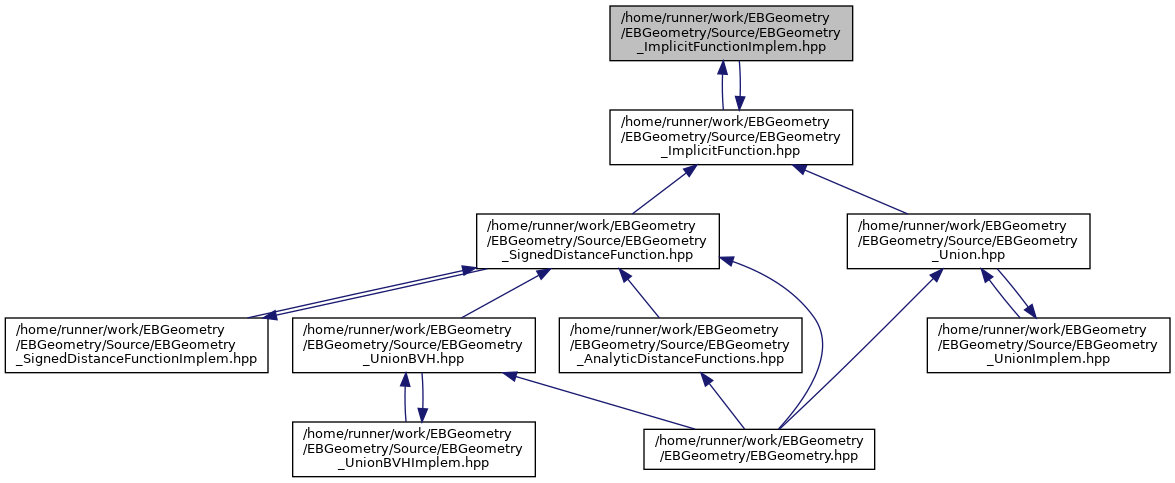 /home/runner/work/EBGeometry
/EBGeometry/Source/EBGeometry
_ImplicitFunctionImplem.hpp
/home/runner/work/EBGeometry
/EBGeometry/Source/EBGeometry
_ImplicitFunction.hpp
/home/runner/work/EBGeometry
/EBGeometry/Source/EBGeometry
_SignedDistanceFunction.hpp
/home/runner/work/EBGeometry
/EBGeometry/Source/EBGeometry
_Union.hpp
/home/runner/work/EBGeometry
/EBGeometry/Source/EBGeometry
_SignedDistanceFunctionImplem.hpp
/home/runner/work/EBGeometry
/EBGeometry/Source/EBGeometry
_UnionBVH.hpp
/home/runner/work/EBGeometry
/EBGeometry/Source/EBGeometry
_AnalyticDistanceFunctions.hpp
/home/runner/work/EBGeometry
/EBGeometry/Source/EBGeometry
_UnionImplem.hpp
/home/runner/work/EBGeometry
/EBGeometry/Source/EBGeometry
_UnionBVHImplem.hpp
/home/runner/work/EBGeometry
/EBGeometry/EBGeometry.hpp